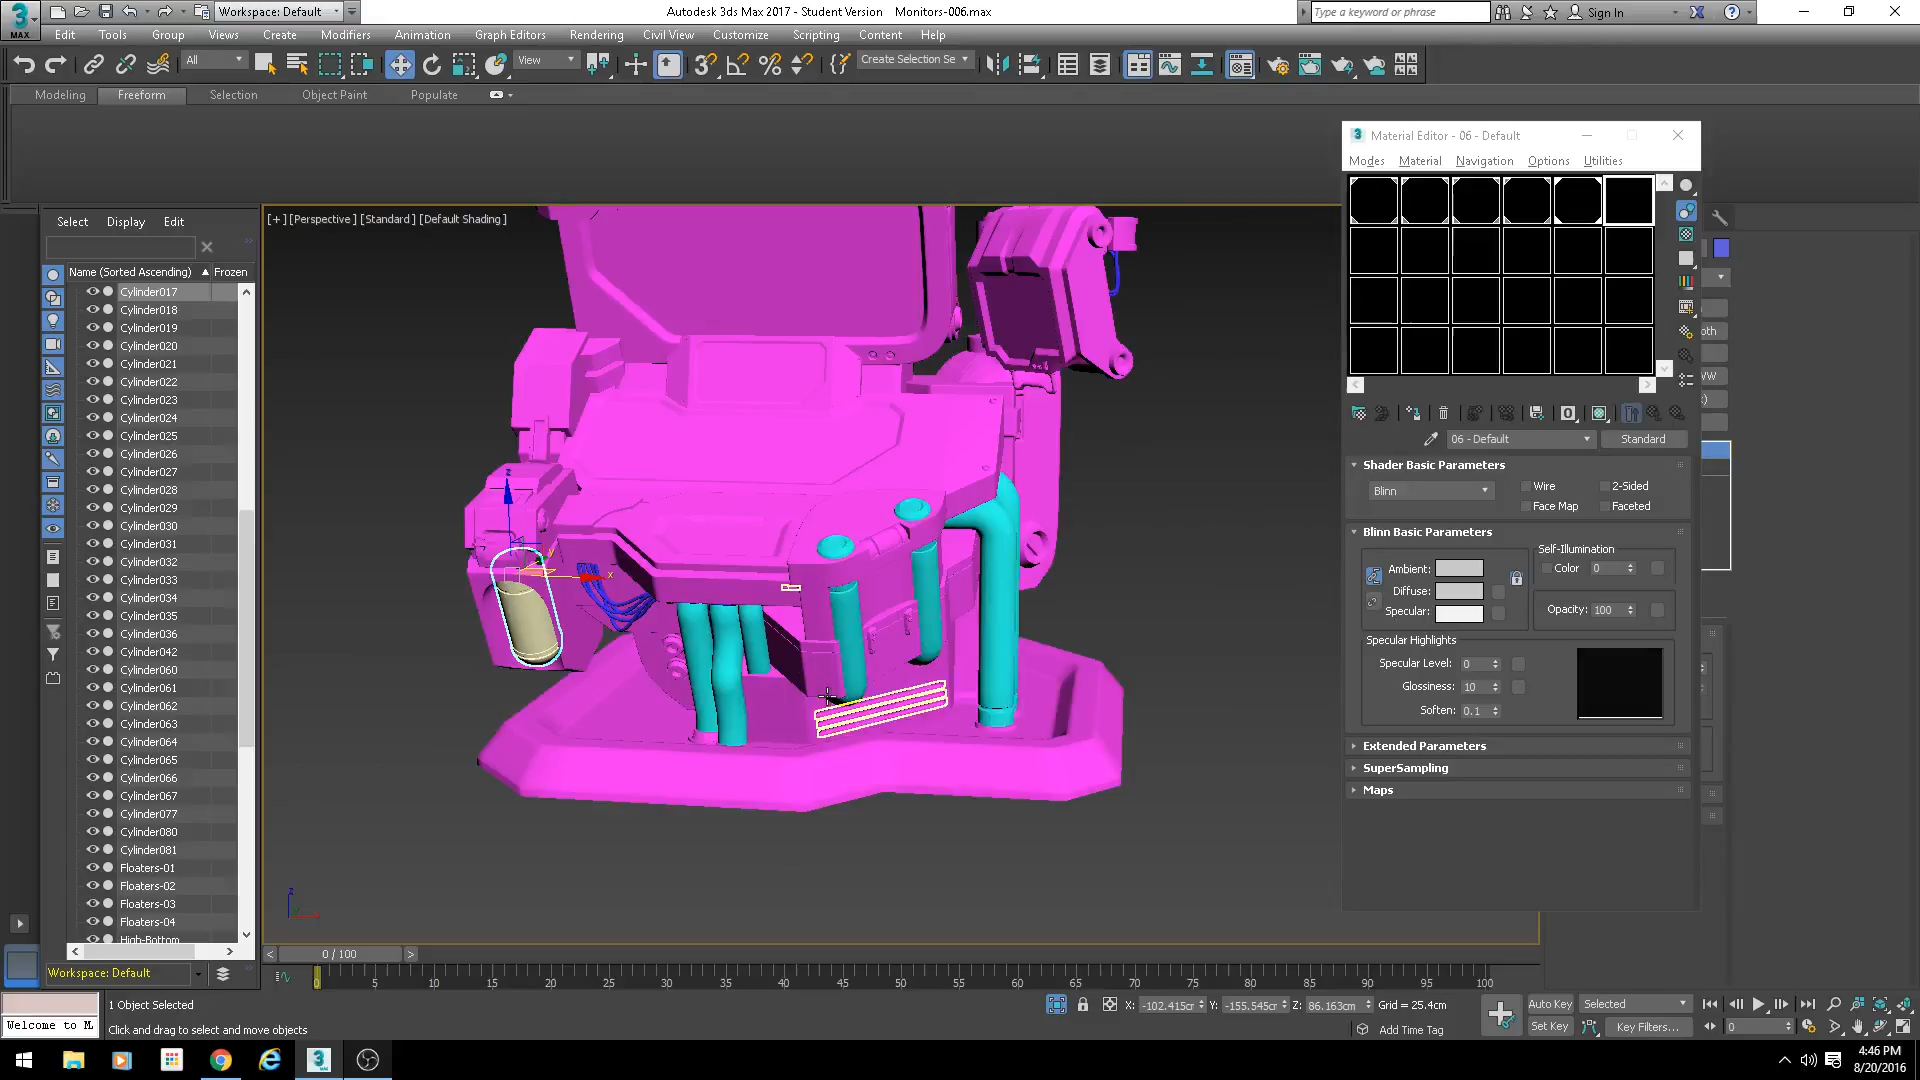 3 MAX Workspace: Default Autodesk 3ds Max 2017 - Student Version Monitors-006.max Type a keyword or phrase Sign In
Edit Tools Group Views Create Modifiers Animation Graph Editors Rendering Civil View Customize Scripting Content Help
All View 3 Create Selection Se
Modeling Freeform Selection Object Paint Populate
[+] [Perspective] [Standard] [Default Shading]
Select Display Edit
Name (Sorted Ascending) Frozen
Cylinder017
Cylinder018
Cylinder019
Cylinder020
Cylinder021
Cylinder022
Cylinder023
Cylinder024
Cylinder025
Cylinder026
Cylinder027
Cylinder028
Cylinder029
Cylinder030
Cylinder031
Cylinder032
Cylinder033
Cylinder034
Cylinder035
Cylinder036
Cylinder042
Cylinder060
Cylinder061
Cylinder062
Cylinder063
Cylinder064
Cylinder065
Cylinder066
Cylinder067
Cylinder077
Cylinder080
Cylinder081
Floaters-01
Floaters-02
Floaters-03
Floaters-04
High-Bottom
Workspace: Default
z
y
x
z
3 Material Editor - 06 - Default
Modes Material Navigation Options Utilities
06 - Default Standard
Shader Basic Parameters
Blinn Wire 2-Sided
Face Map Faceted
Blinn Basic Parameters
Self-Illumination
Ambient: Color 0
Diffuse:
Specular: Opacity: 100
Specular Highlights
Specular Level: 0
Glossiness: 10
Soften: 0.1
Extended Parameters
SuperSampling
Maps
oth
VW
0 / 100
0 5 10 15 20 25 30 35 40 45 50 55 60 65 70 75 80 85 90 95 100
1 Object Selected X: -102.415cr Y: -155.545cr Z: 86.163cm Grid = 25.4cm Auto Key Selected
Welcome to M. Click and drag to select and move objects Add Time Tag Set Key Key Filters... 0
4:46 PM
8/20/2016